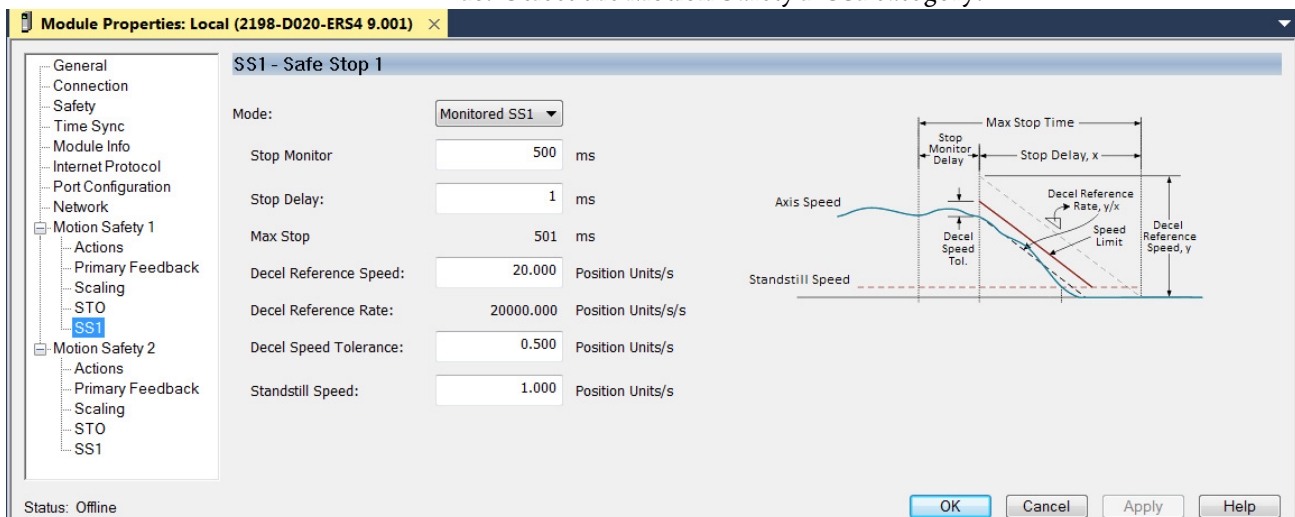 Module Properties: Local (2198-D020-ERS4 9.001) ×
General
Connection
Safety
Time Sync
Module Info
Internet Protocol
Port Configuration
Network
Motion Safety 1
Actions
Primary Feedback
Scaling
STO
SS1
Motion Safety 2
Actions
Primary Feedback
Scaling
STO
SS1
SS1 - Safe Stop 1
Mode: Monitored SS1
Stop Monitor 500 ms
Stop Delay: 1 ms
Max Stop 501 ms
Decel Reference Speed: 20.000 Position Units/s
Decel Reference Rate: 20000.000 Position Units/s/s
Decel Speed Tolerance: 0.500 Position Units/s
Standstill Speed: 1.000 Position Units/s
Max Stop Time
Stop
Monitor
Delay
Stop Delay, x
Axis Speed
Decel Reference
Rate, y/x
Decel
Speed
Tol.
Speed
Limit
Decel
Reference
Speed, y
Standstill Speed
Status: Offline
OK Cancel Apply Help